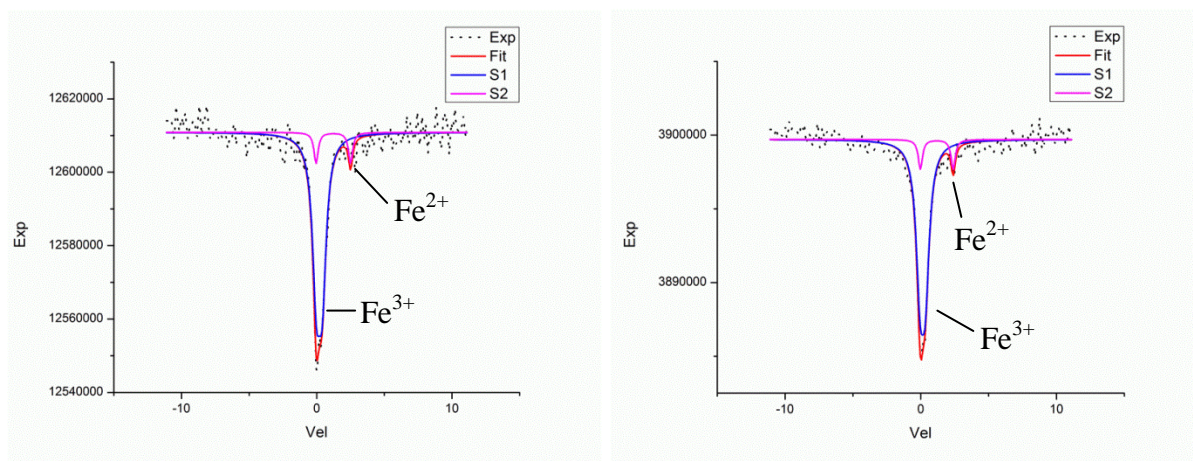 Exp
Fit
S1
S2
12620000
12600000
12580000
12560000
12540000
Exp
-10
0
10
Vel
Fe²⁺
Fe³⁺
Exp
Fit
S1
S2
3900000
3890000
Exp
-10
0
10
Vel
Fe²⁺
Fe³⁺